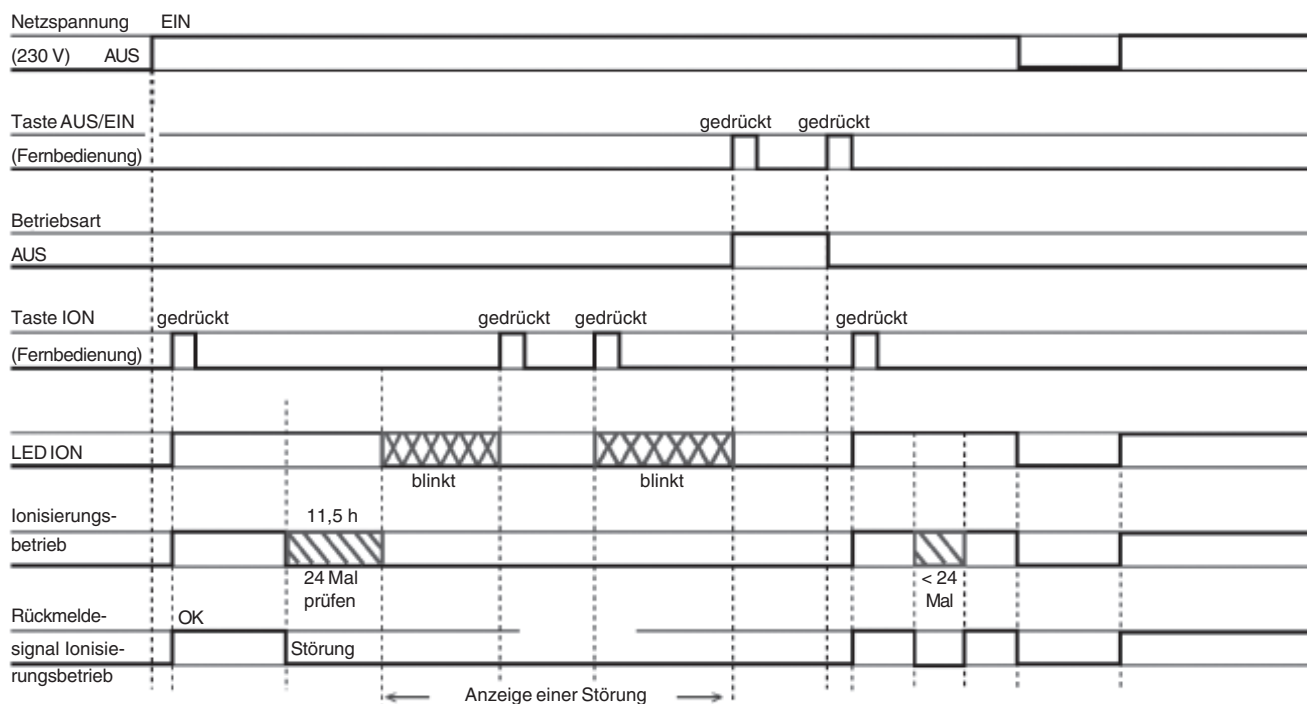 Netzspannung EIN
(230 V) AUS
Taste AUS/EIN gedrückt gedrückt
(Fernbedienung)
Betriebsart
AUS
Taste ION gedrückt gedrückt gedrückt gedrückt
(Fernbedienung)
LED ION
blinkt blinkt
Ionisierungs- 11,5 h
betrieb
24 Mal < 24
prüfen Mal
Rückmelde- OK
signal Ionisie- Störung
rungsbetrieb
Anzeige einer Störung